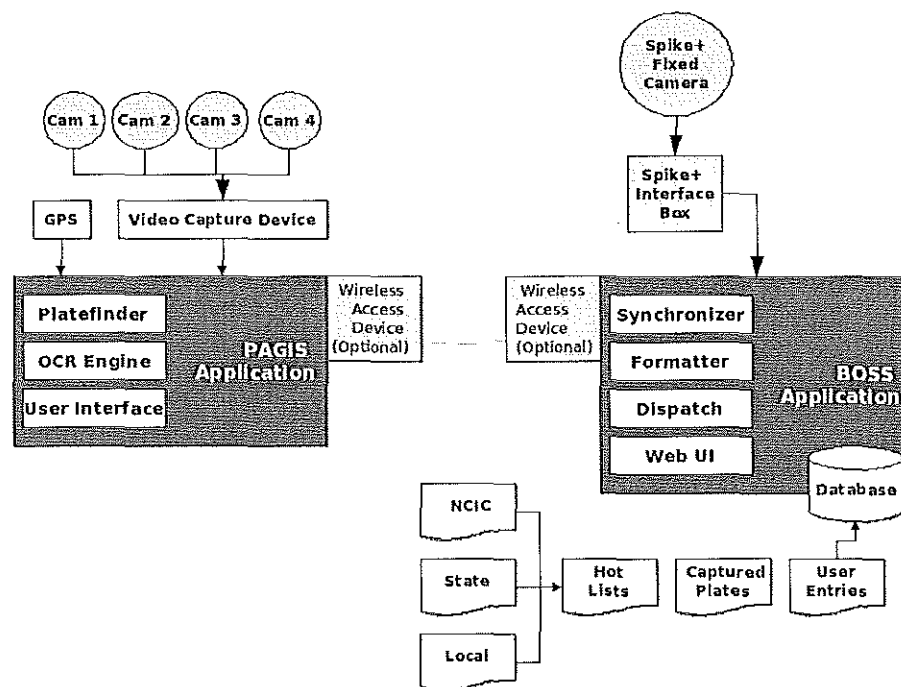 Spike+
Fixed
Camera
Cam 1
Cam 2
Cam 3
Cam 4
Spike+
Interface
Box
GPS
Video Capture Device
Wireless
Access
Device
(Optional)
Wireless
Access
Device
(Optional)
Platefinder
OCR Engine
User Interface
PAGIS
Application
Synchronizer
Formatter
Dispatch
Web UI
BOSS
Application
Database
NCIC
State
Local
Hot
Lists
Captured
Plates
User
Entries